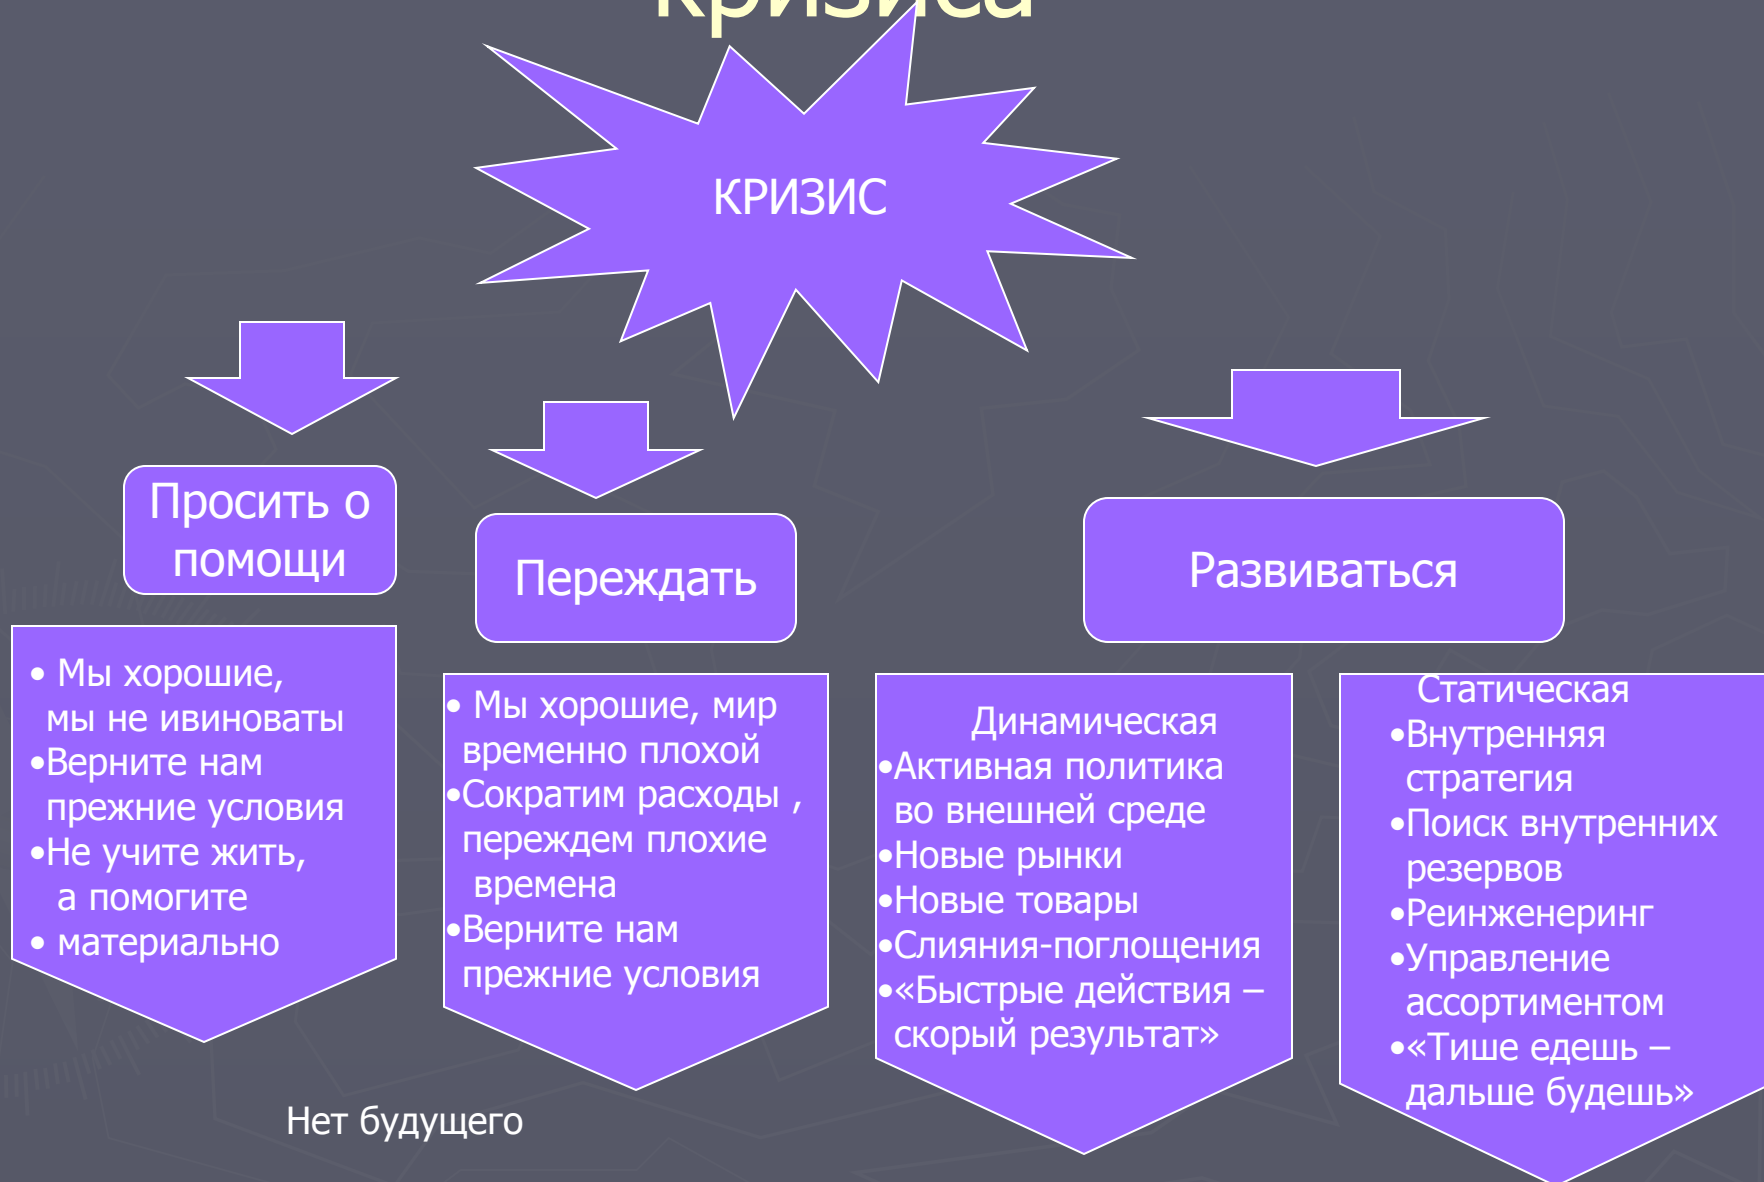 кризиса
КРИЗИС
Просить о
помощи
• Мы хорошие,
мы не ивиноваты
•Верните нам
прежние условия
•Не учите жить,
а помогите
• материально
Переждать
• Мы хорошие, мир
временно плохой
•Сократим расходы ,
переждем плохие
времена
•Верните нам
прежние условия
Развиваться
Динамическая
•Активная политика
во внешней среде
•Новые рынки
•Новые товары
•Слияния-поглощения
•«Быстрые действия –
скорый результат»
Статическая
•Внутренняя
стратегия
•Поиск внутренних
резервов
•Реинженеринг
•Управление
ассортиментом
•«Тише едешь –
дальше будешь»
Нет будущего